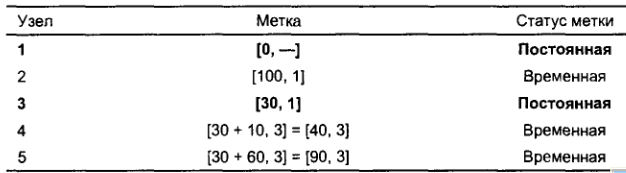 Узел Метка Статус метки
1 [0, —] Постоянная
2 [100, 1] Временная
3 [30, 1] Постоянная
4 [30 + 10, 3] = [40, 3] Временная
5 [30 + 60, 3] = [90, 3] Временная